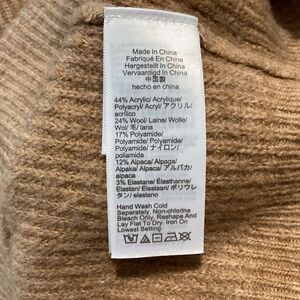 Made In China
Fabriqué En Chine
Hergestellt In China
Vervaardigd In China
中国製
hecho en china
44% Acrylic/ Acrylique/
Polyacryl/ Acryl/ アクリル/
acrílico
24% Wool/ Laine/ Wolle/
Wol/ 毛/ lana
17% Polyamide/
Polyamide/ Polyamide/
Polyamide/ ナイロン/
poliamida
12% Alpaca/ Alpaga/
Alpaka/ Alpaca/ アルパカ/
alpaca
3% Elastane/ Élasthanne/
Elastan/ Elastaan/ ポリウレ
タン/ elastano
Hand Wash Cold
Separately. Non-chlorine
Bleach Only. Reshape And
Lay Flat To Dry. Iron On
Lowest Setting.